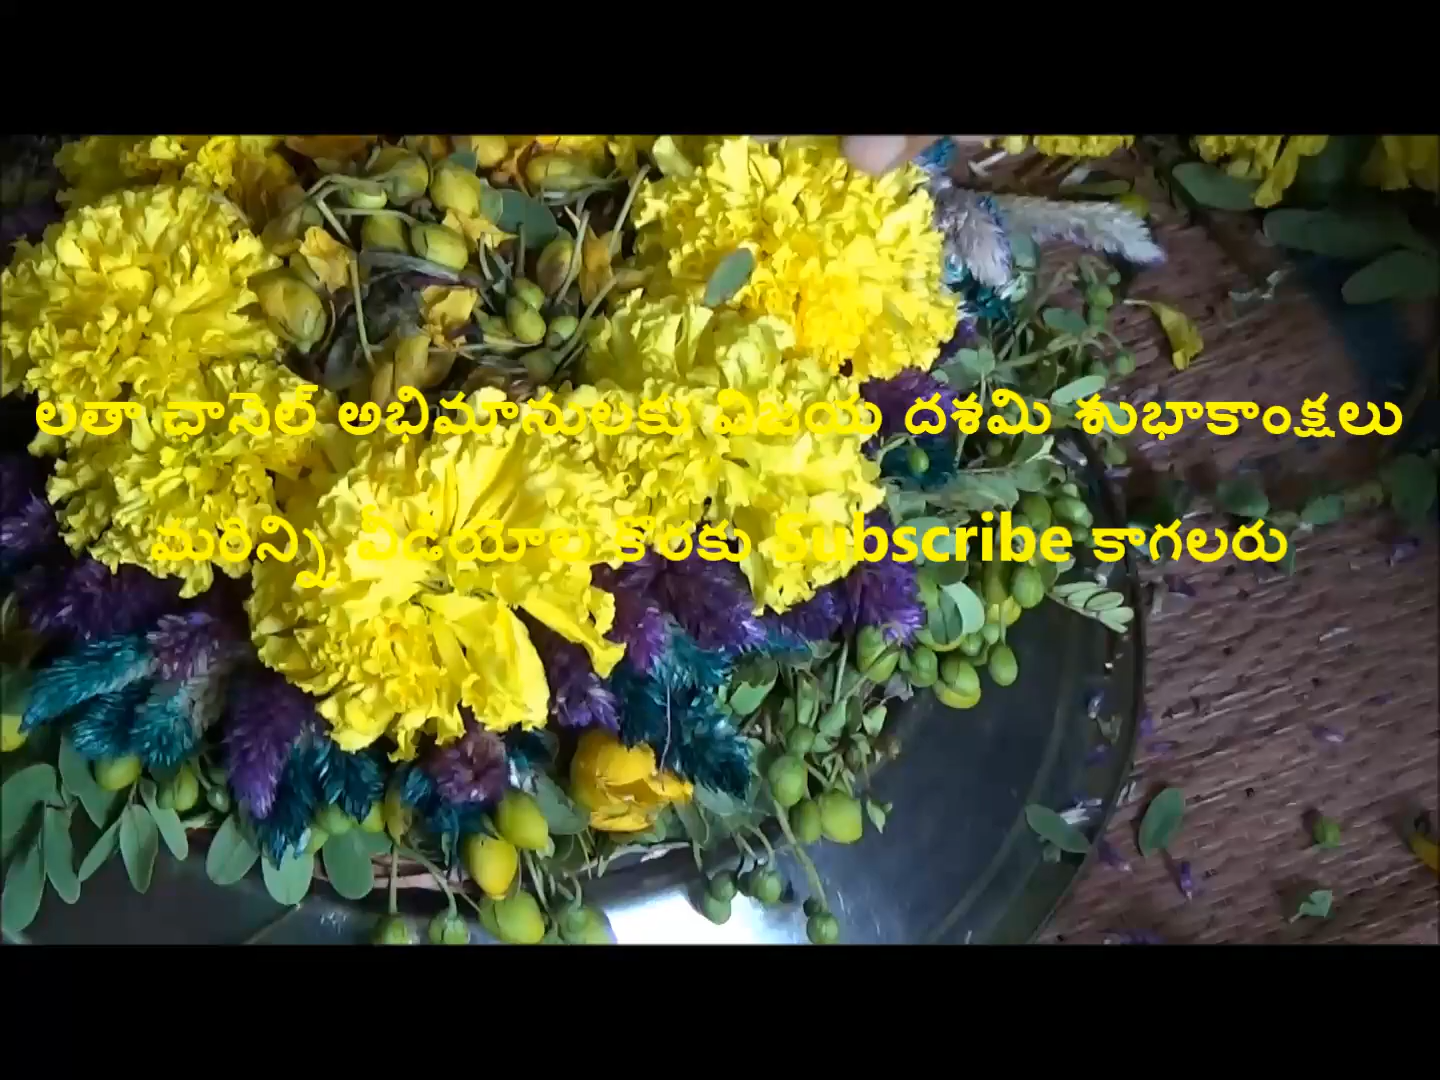 లతా ఛానెల్ అభిమానులకు విజయ దశమి శుభాకాంక్షలు
మరిన్ని వీడియోల కొరకు Subscribe కాగలరు